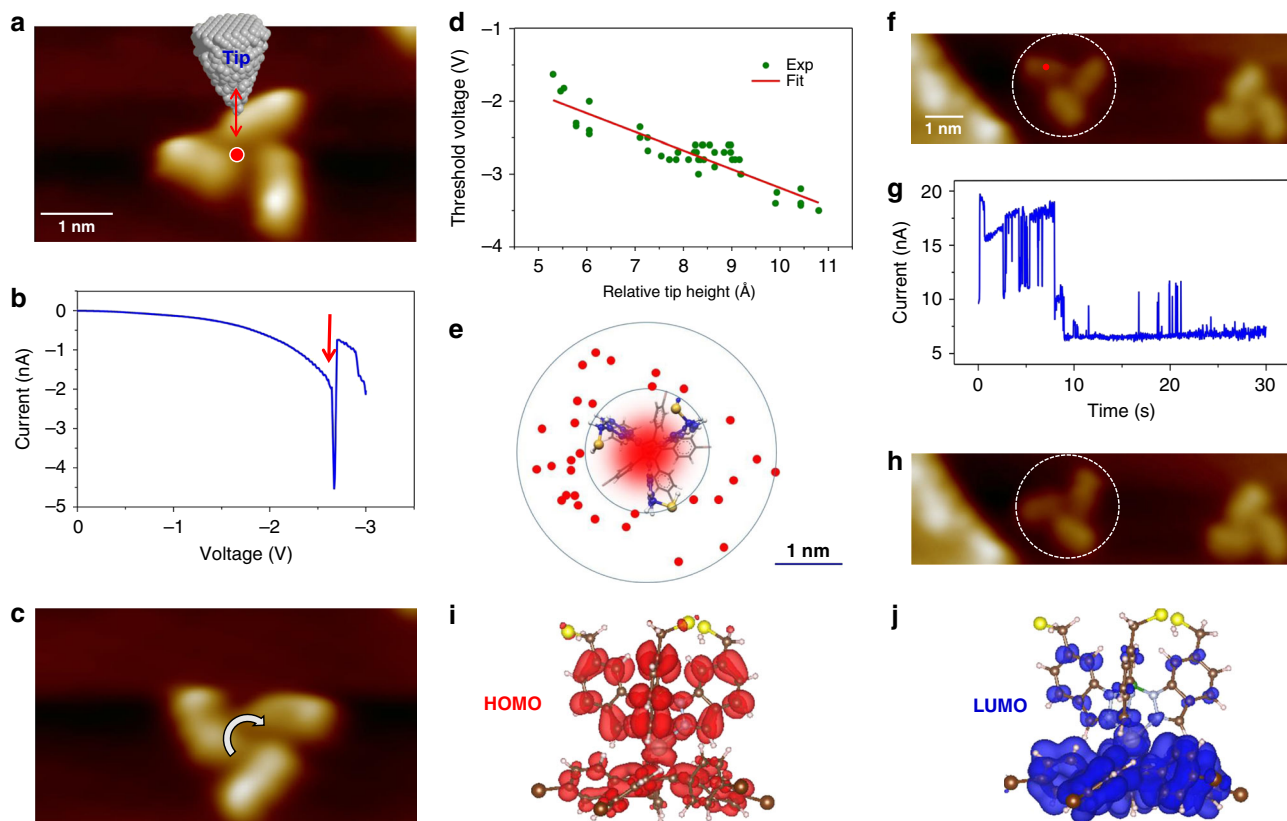 a
Tip
1 nm
b
0
–1
–2
–3
–4
–5
Current (nA)
0
–1
–2
–3
Voltage (V)
c
d
–1
–2
–3
–4
Threshold voltage (V)
Exp
Fit
5
6
7
8
9
10
11
Relative tip height (Å)
e
1 nm
f
1 nm
g
20
15
10
5
Current (nA)
0
10
20
30
Time (s)
h
i
HOMO
j
LUMO